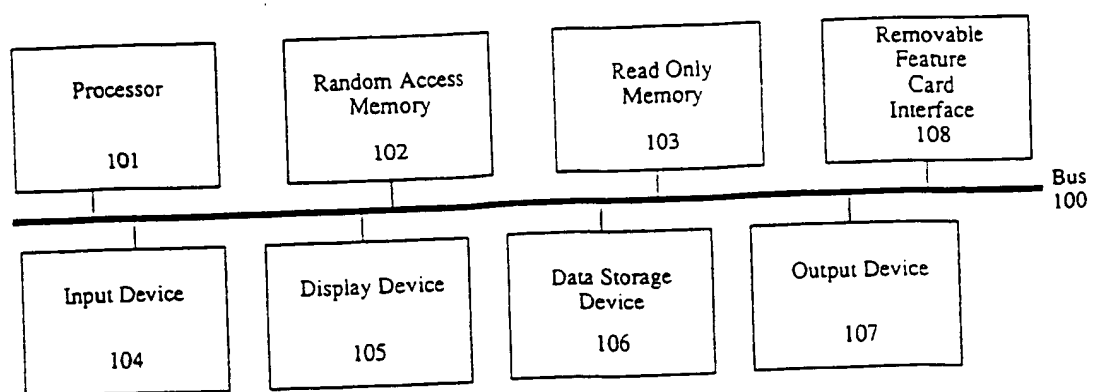 Processor
101
Random Access
Memory
102
Read Only
Memory
103
Removable
Feature
Card
Interface
108
Bus
100
Input Device
104
Display Device
105
Data Storage
Device
106
Output Device
107